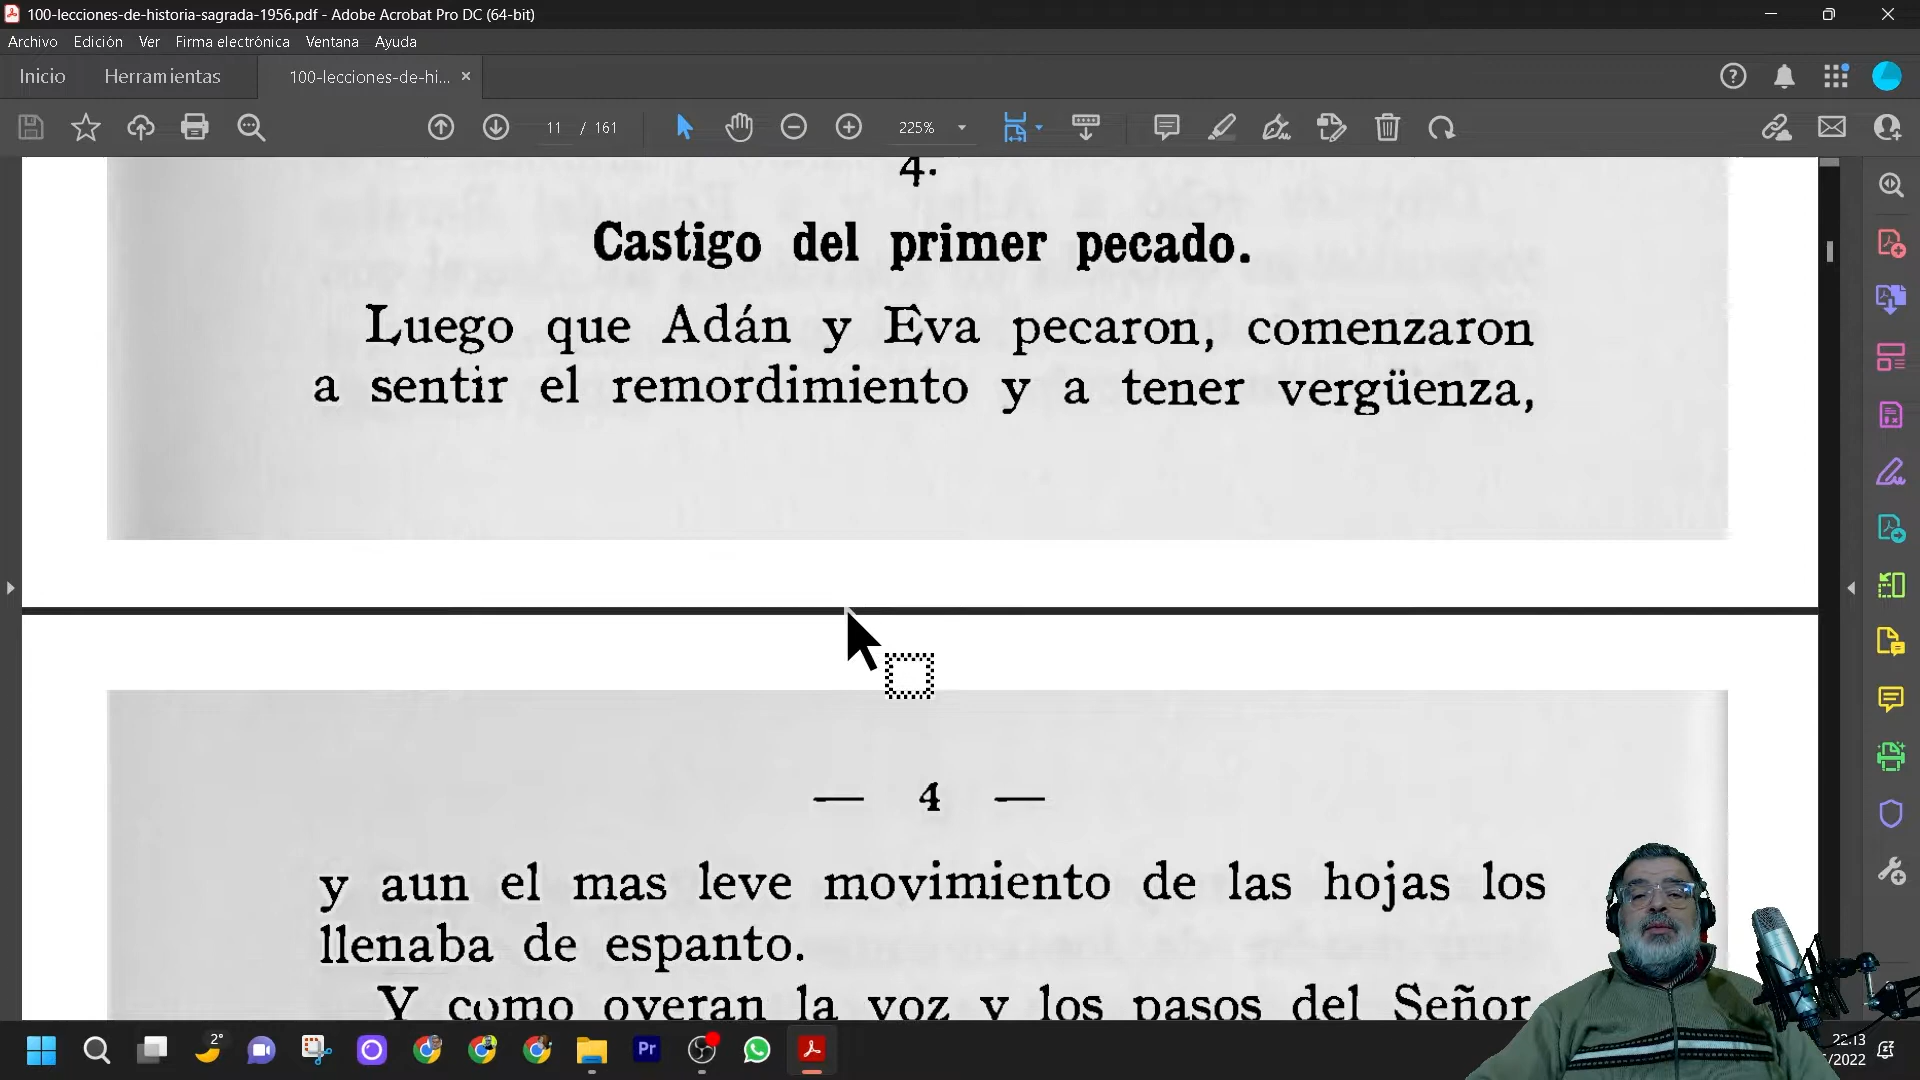 100-lecciones-de-historia-sagrada-1956.pdf - Adobe Acrobat Pro DC (64-bit)
Archivo Edición Ver Firma electrónica Ventana Ayuda
Inicio Herramientas 100-lecciones-de-hi... ×
11 / 161 225%
4.
Castigo del primer pecado.
Luego que Adán y Eva pecaron, comenzaron
a sentir el remordimiento y a tener vergüenza,
— 4 —
y aun el mas leve movimiento de las hojas los
llenaba de espanto.
Y como oyeran la voz y los pasos del Señor
2°
Pr
22:13
/2022